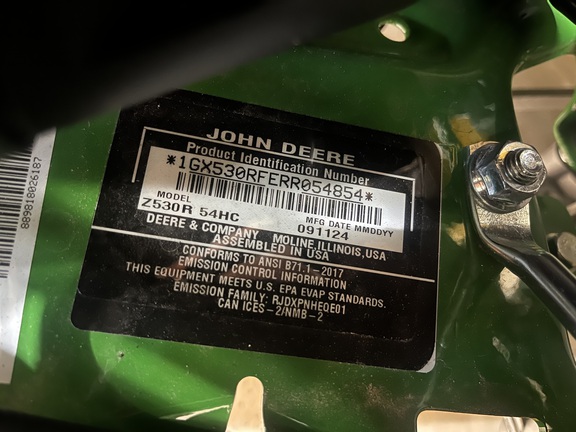 JOHN DEERE
Product Identification Number
*1GX530RFERR054854*
MODEL
Z530R 54HC
MFG DATE MMDDYY
091124
DEERE & COMPANY MOLINE, ILLINOIS, USA
ASSEMBLED IN USA
CONFORMS TO ANSI B71.1-2017
EMISSION CONTROL INFORMATION
THIS EQUIPMENT MEETS U.S. EPA EVAP STANDARDS.
EMISSION FAMILY: RJDXPNHEQE01
CAN ICES-2/NMB-2
889818026187